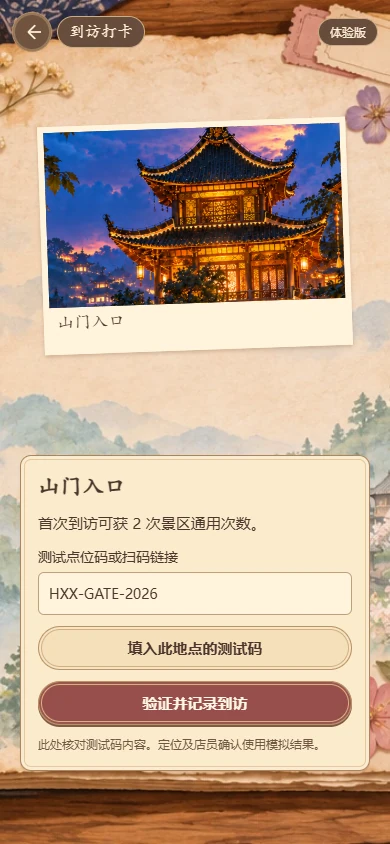 到访打卡
体验版
山门入口
山门入口
首次到访可获 2 次景区通用次数。
测试点位码或扫码链接
HXX-GATE-2026
填入此地点的测试码
验证并记录到访
此处核对测试码内容。定位及店员确认使用模拟结果。